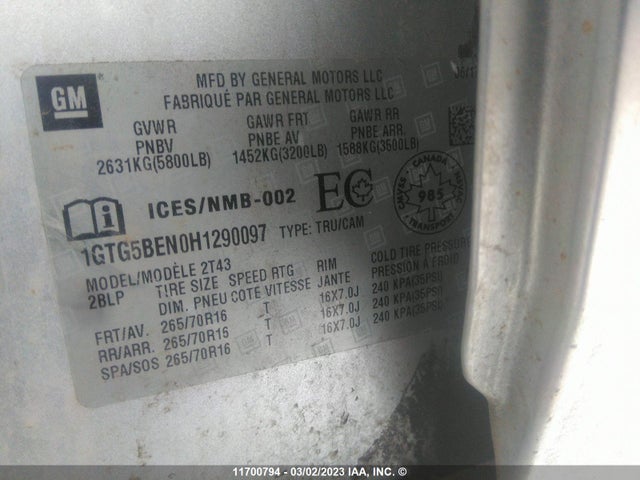 GM
MFD BY GENERAL MOTORS LLC
FABRIQUÉ PAR GENERAL MOTORS LLC
GVWR GAWR FRT GAWR RR
PNBV PNBE AV PNBE ARR.
2631KG(5800LB) 1452KG(3200LB) 1588KG(3500LB)
ICES/NMB-002 EC
CANADA
985
1GTG5BEN0H1290097 TYPE: TRU/CAM
MODEL/MODÈLE 2T43
2BLP TIRE SIZE SPEED RTG RIM COLD TIRE PRESSURE
DIM. PNEU COTE VITESSE JANTE PRESSION A FROID
FRT/AV. 265/70R16 T 16X7.0J 240 KPA(35PSI)
RR/ARR. 265/70R16 T 16X7.0J 240 KPA(35PSI)
SPA/SOS 265/70R16 T 16X7.0J 240 KPA(35PSI)
11700794 - 03/02/2023 IAA, Inc. ©